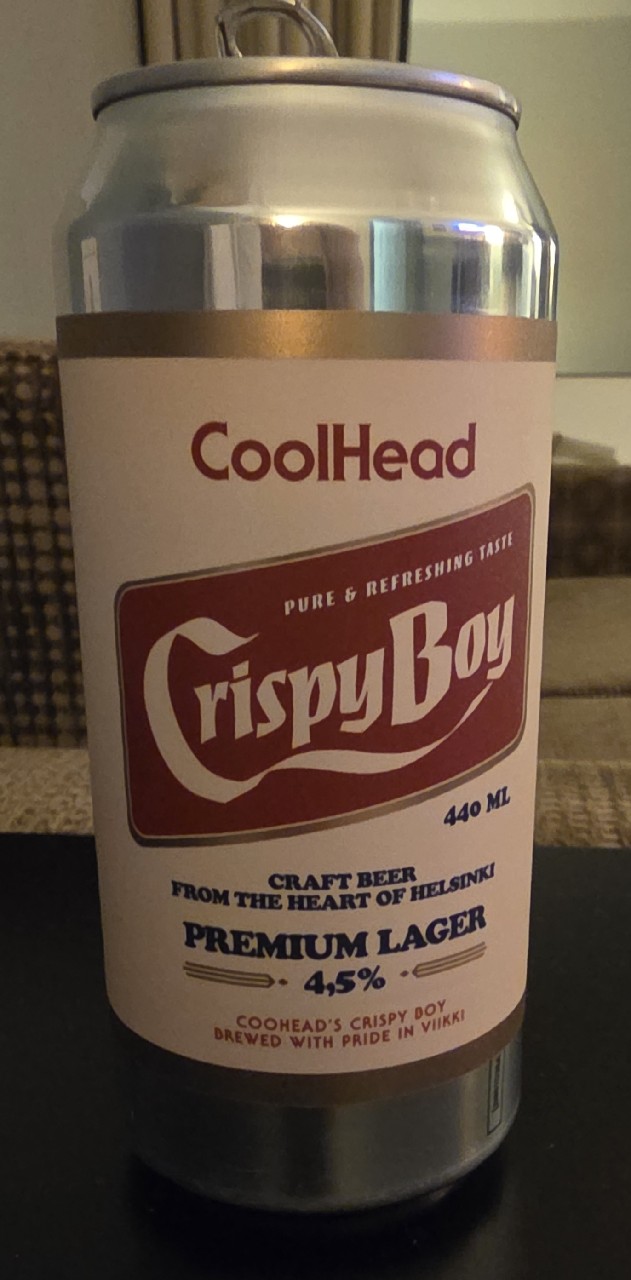 CoolHead
PURE & REFRESHING TASTE
CrispyBoy
440 ML
CRAFT BEER
FROM THE HEART OF HELSINKI
PREMIUM LAGER
4,5%
COOHEAD'S CRISPY BOY
BREWED WITH PRIDE IN VIIKKI